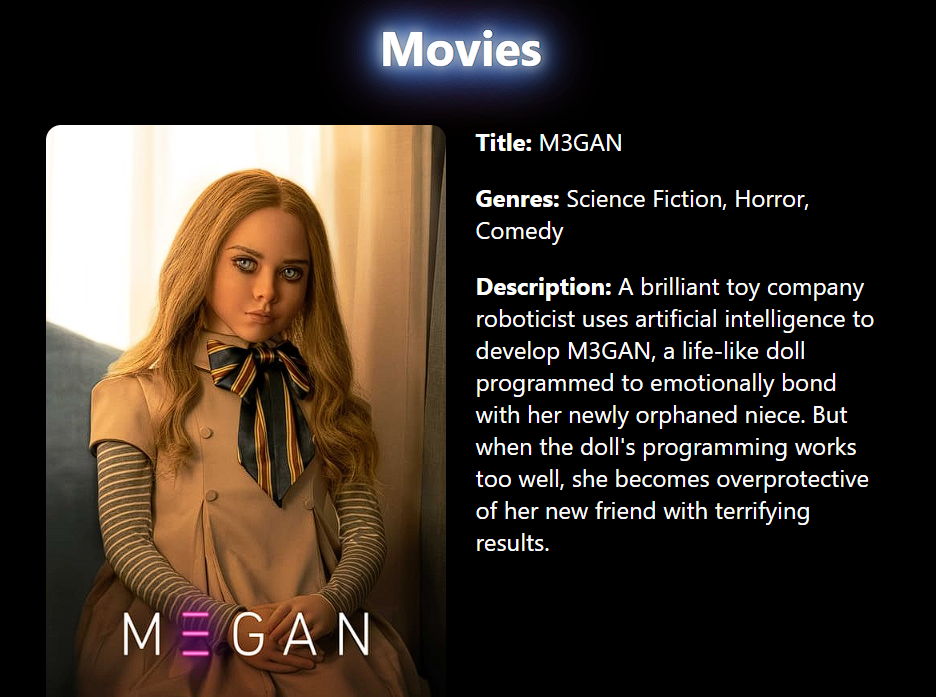 Movies
Title: M3GAN
Genres: Science Fiction, Horror,
Comedy
Description: A brilliant toy company
roboticist uses artificial intelligence to
develop M3GAN, a life-like doll
programmed to emotionally bond
with her newly orphaned niece. But
when the doll's programming works
too well, she becomes overprotective
of her new friend with terrifying
results.
M3GAN